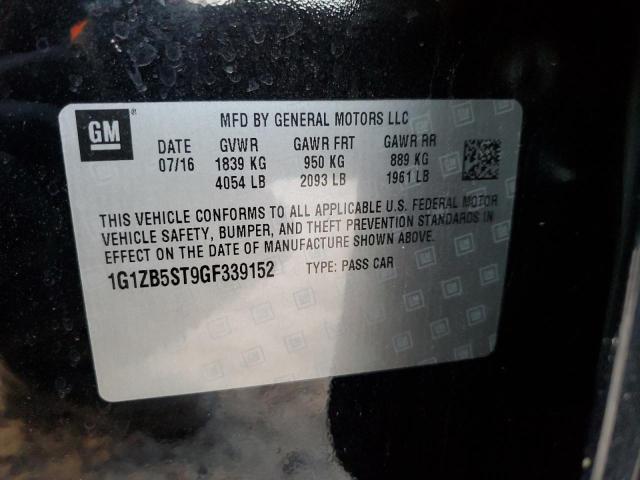 GM ®
MFD BY GENERAL MOTORS LLC
DATE GVWR GAWR FRT GAWR RR
07/16 1839 KG 950 KG 889 KG
4054 LB 2093 LB 1961 LB
THIS VEHICLE CONFORMS TO ALL APPLICABLE U.S. FEDERAL MOTOR
VEHICLE SAFETY, BUMPER, AND THEFT PREVENTION STANDARDS IN
EFFECT ON THE DATE OF MANUFACTURE SHOWN ABOVE.
1G1ZB5ST9GF339152 TYPE: PASS CAR